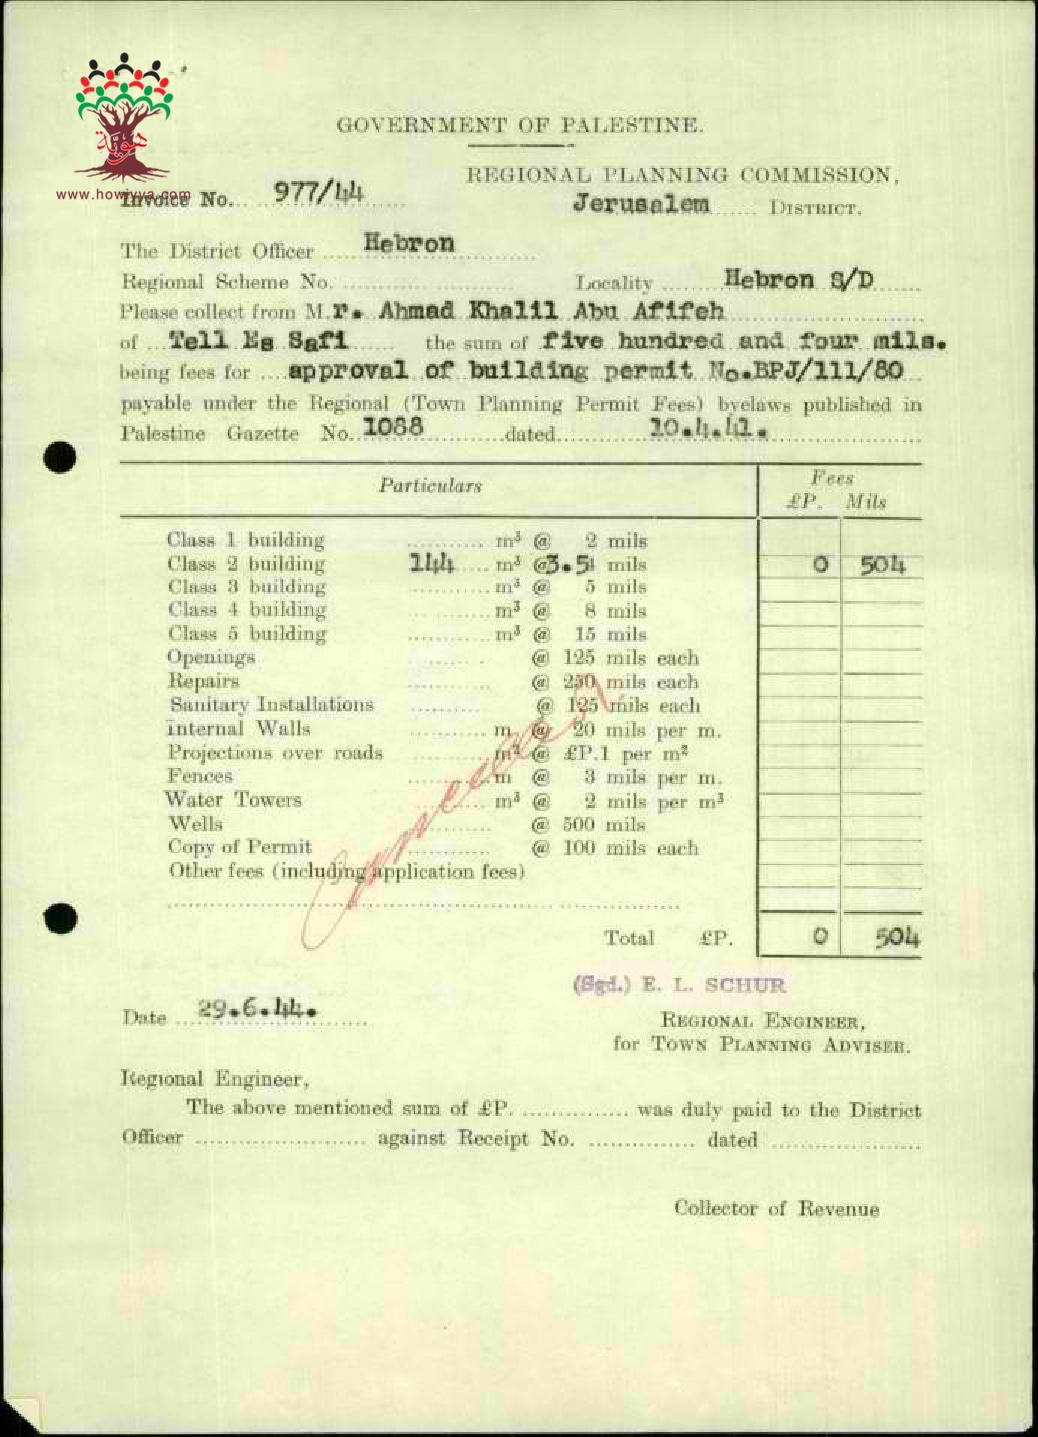 هوية
www.howiyya.com
GOVERNMENT OF PALESTINE.
REGIONAL PLANNING COMMISSION,
Invoice No. 977/44
Jerusalem DISTRICT.
The District Officer Hebron
Regional Scheme No. Locality Hebron S/D
Please collect from Mr. Ahmad Khalil Abu Afifeh
of Tell Es Safi the sum of five hundred and four mils.
being fees for approval of building permit No.BPJ/111/80
payable under the Regional (Town Planning Permit Fees) byelaws published in
Palestine Gazette No. 1088 dated 10.4.41.
Particulars Fees
£P. Mils
Class 1 building m³ @ 2 mils
Class 2 building 144 m³ @3.5 mils 0 504
Class 3 building m³ @ 5 mils
Class 4 building m³ @ 8 mils
Class 5 building m³ @ 15 mils
Openings @ 125 mils each
Repairs @ 250 mils each
Sanitary Installations @ 125 mils each
Internal Walls m @ 20 mils per m.
Projections over roads m² @ £P.1 per m²
Fences m @ 3 mils per m.
Water Towers m³ @ 2 mils per m³
Wells @ 500 mils
Copy of Permit @ 100 mils each
Other fees (including application fees)
Total £P. 0 504
(Sgd.) E. L. SCHUR
Date 29.6.44.
REGIONAL ENGINEER,
for TOWN PLANNING ADVISER.
Regional Engineer,
The above mentioned sum of £P. was duly paid to the District
Officer against Receipt No. dated
Collector of Revenue